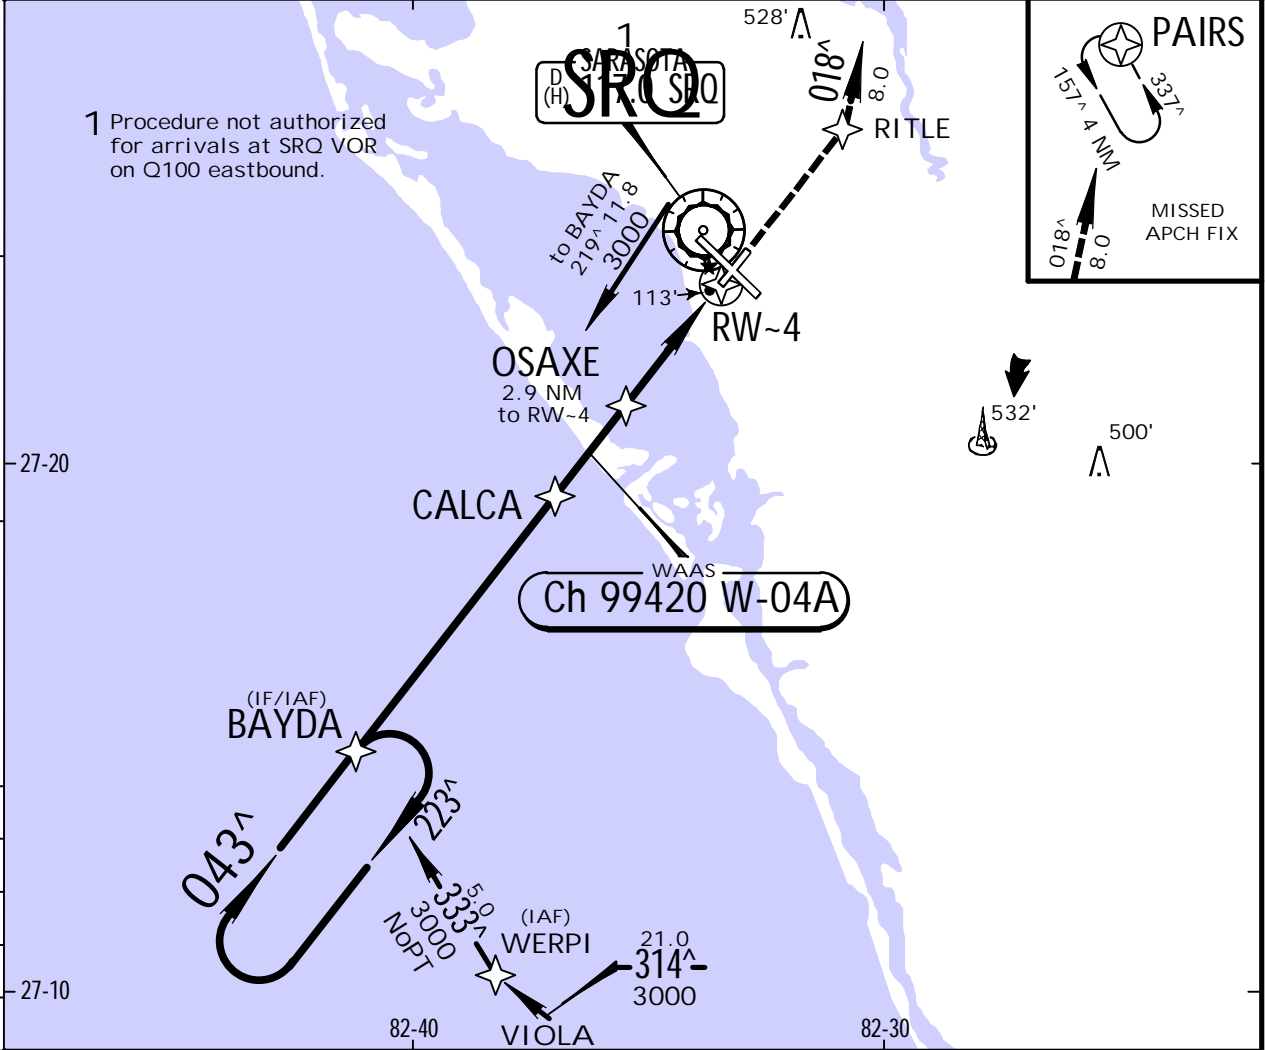 528'
018^
8.0
RITLE
PAIRS
157^ 4 NM
337^
018^
8.0
MISSED
APCH FIX
1
SARASOTA
D
(H)
117.0 SRQ
SRQ
1 Procedure not authorized
for arrivals at SRQ VOR
on Q100 eastbound.
to BAYDA
219^ 11.8
3000
113'
RW~4
OSAXE
2.9 NM
to RW~4
532'
500'
27-20
CALCA
WAAS
Ch 99420 W-04A
(IF/IAF)
BAYDA
043^
223^
5.0
333^
3000
NoPT
(IAF)
WERPI
21.0
314^
3000
27-10
82-40
VIOLA
82-30